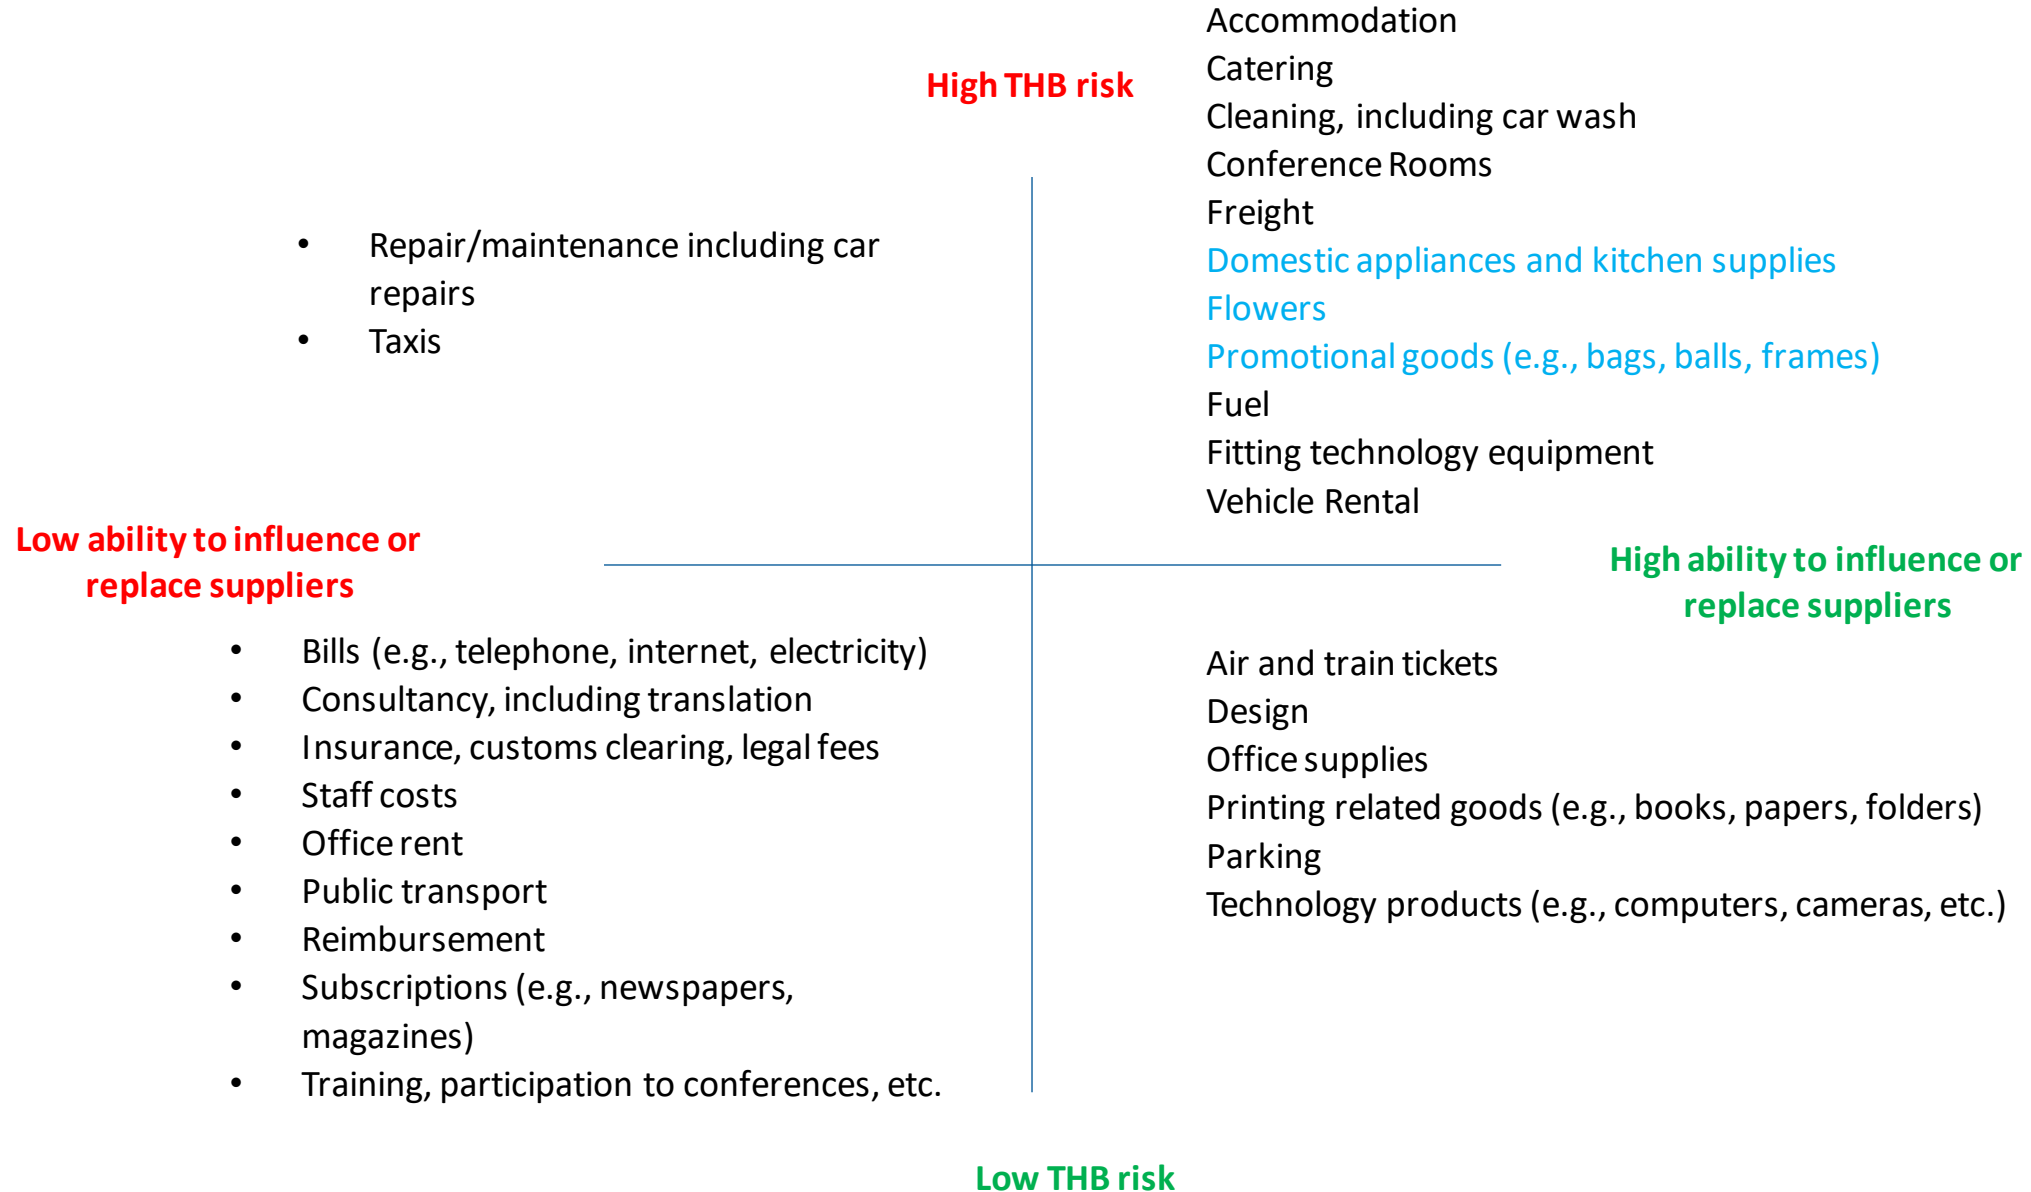 High THB risk
Accommodation
Catering
Cleaning, including car wash
Conference Rooms
Freight
Domestic appliances and kitchen supplies
Flowers
Promotional goods (e.g., bags, balls, frames)
Fuel
Fitting technology equipment
Vehicle Rental
• Repair/maintenance including car
repairs
• Taxis
Low ability to influence or
replace suppliers
High ability to influence or
replace suppliers
• Bills (e.g., telephone, internet, electricity)
• Consultancy, including translation
• Insurance, customs clearing, legal fees
• Staff costs
• Office rent
• Public transport
• Reimbursement
• Subscriptions (e.g., newspapers,
magazines)
• Training, participation to conferences, etc.
Air and train tickets
Design
Office supplies
Printing related goods (e.g., books, papers, folders)
Parking
Technology products (e.g., computers, cameras, etc.)
Low THB risk